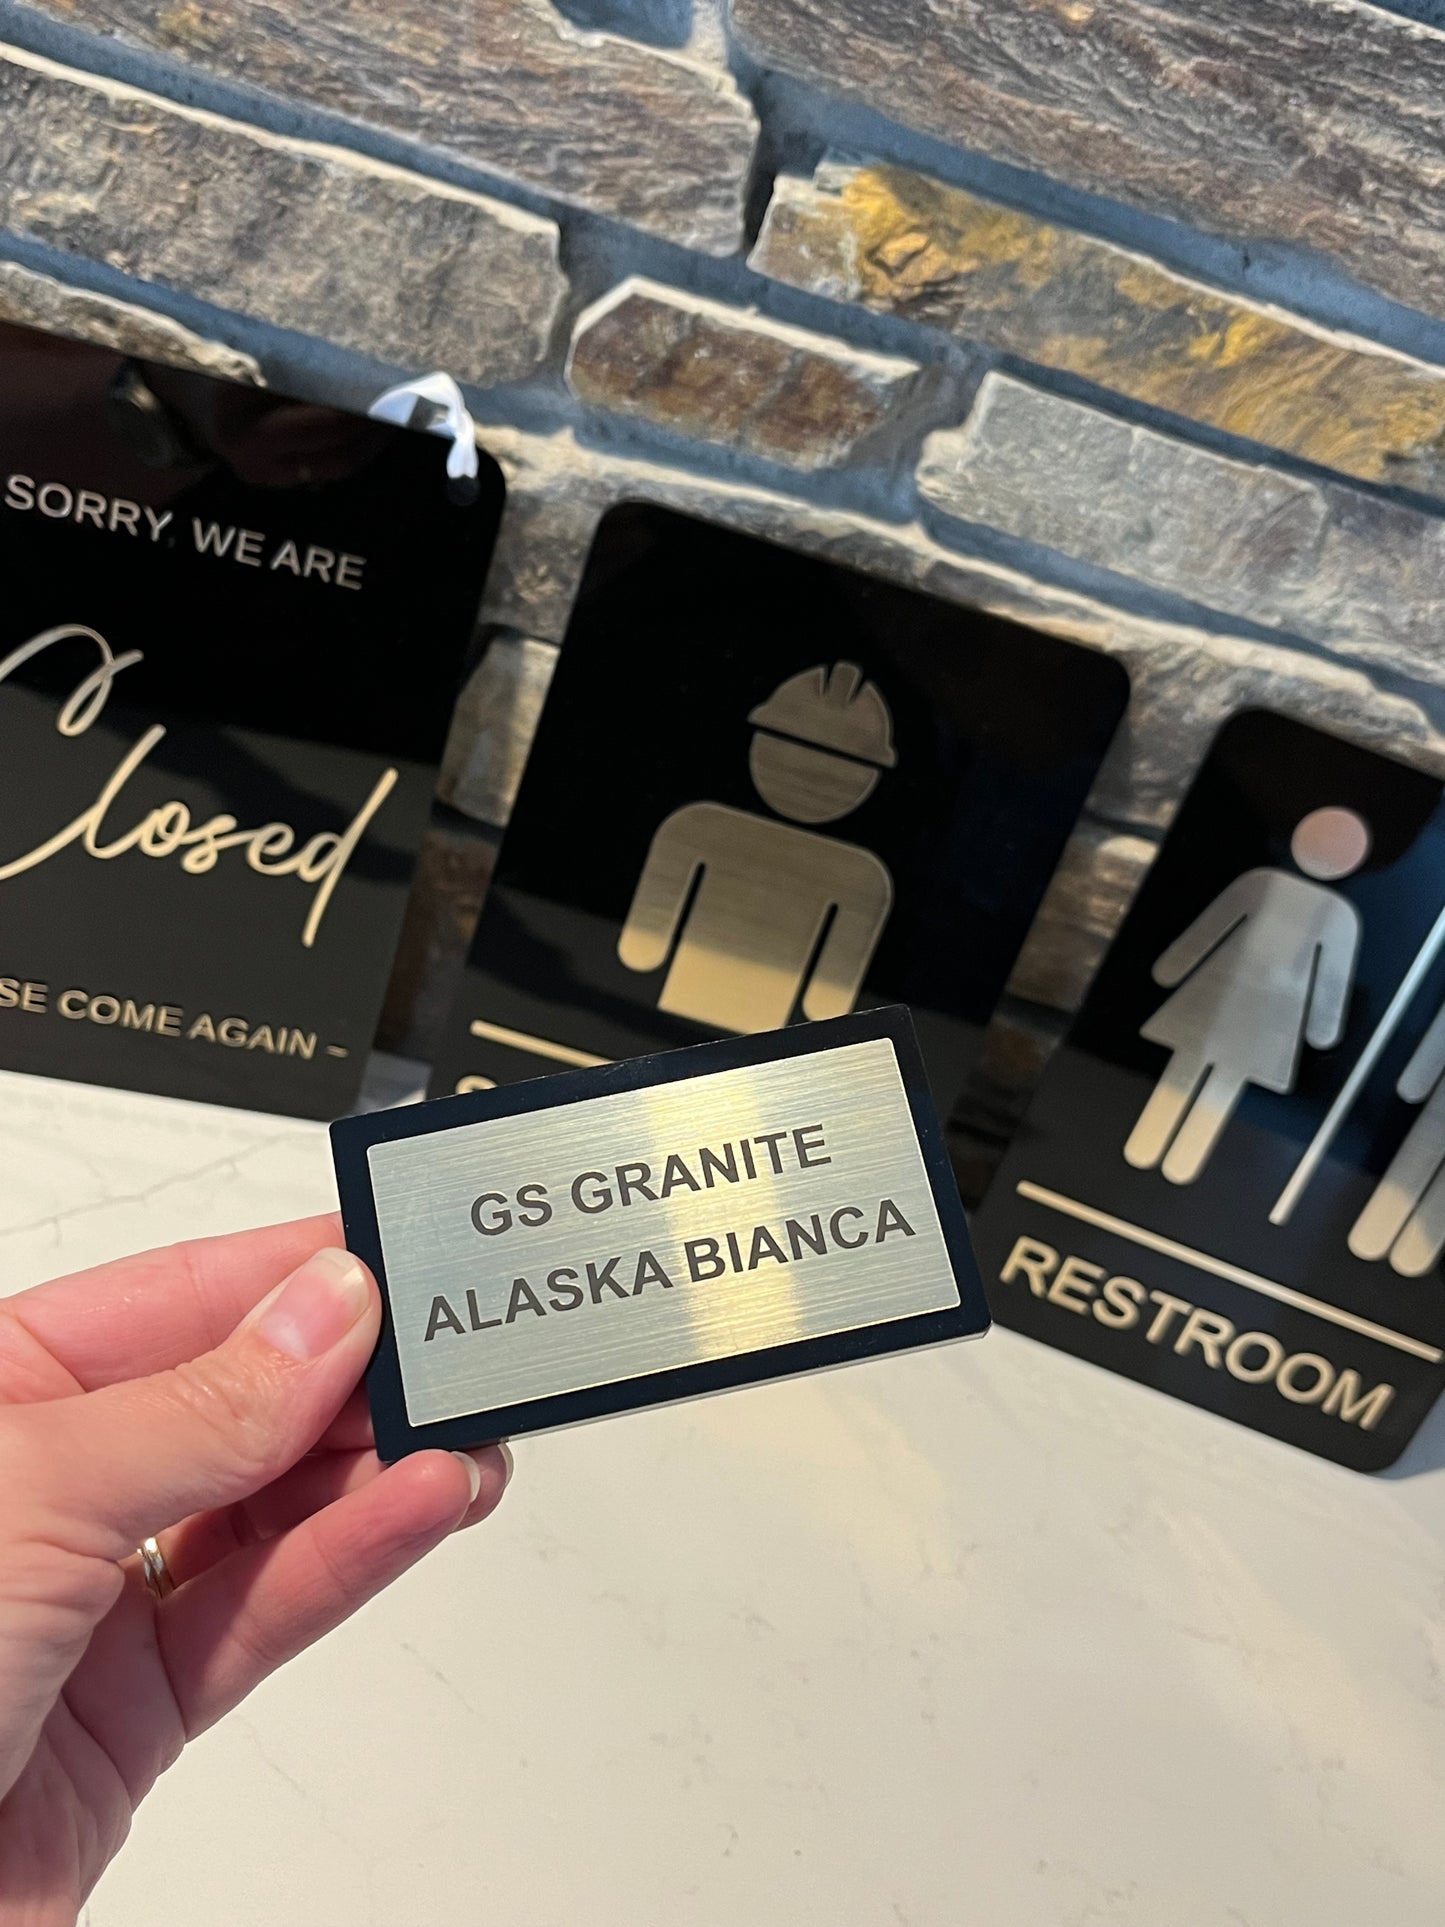 SORRY, WE ARE
Closed
SE COME AGAIN –
GS GRANITE
ALASKA BIANCA
RESTROOM